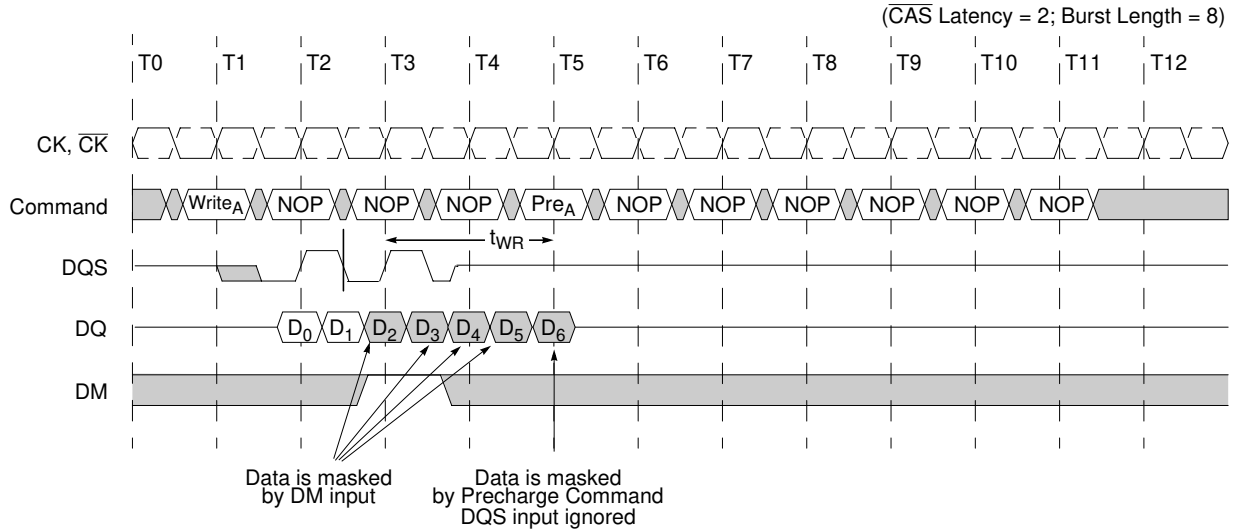 (CAS Latency = 2; Burst Length = 8)
T0 T1 T2 T3 T4 T5 T6 T7 T8 T9 T10 T11 T12
CK, CK
Command WriteA NOP NOP NOP PreA NOP NOP NOP NOP NOP NOP
tWR
DQS
DQ D0 D1 D2 D3 D4 D5 D6
DM
Data is masked
by DM input
Data is masked
by Precharge Command
DQS input ignored